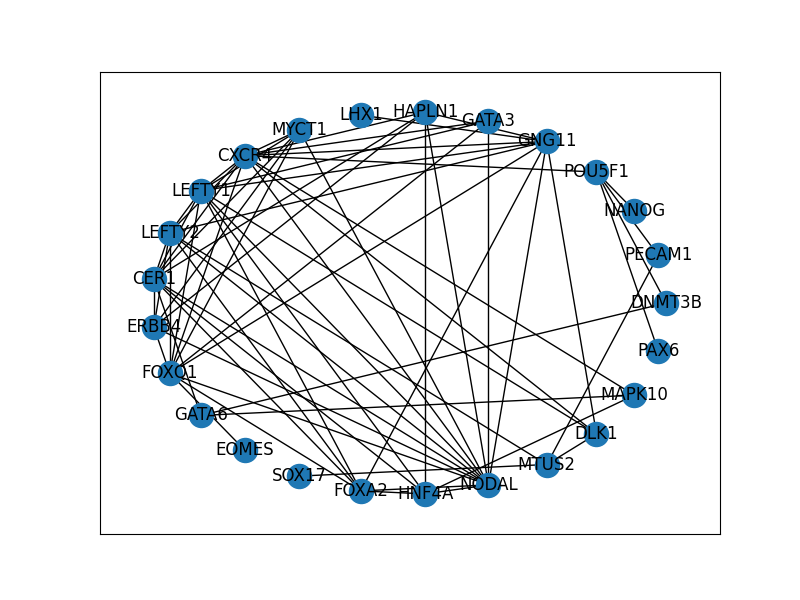 LHX1
HAPLN1
GATA3
MYCT1
GNG11
CXCR4
POU5F1
LEFTY1
NANOG
LEFTY2
PECAM1
CER1
DNMT3B
ERBB4
PAX6
FOXQ1
MAPK10
GATA6
DLK1
EOMES
MTUS2
SOX17
NODAL
FOXA2
HNF4A